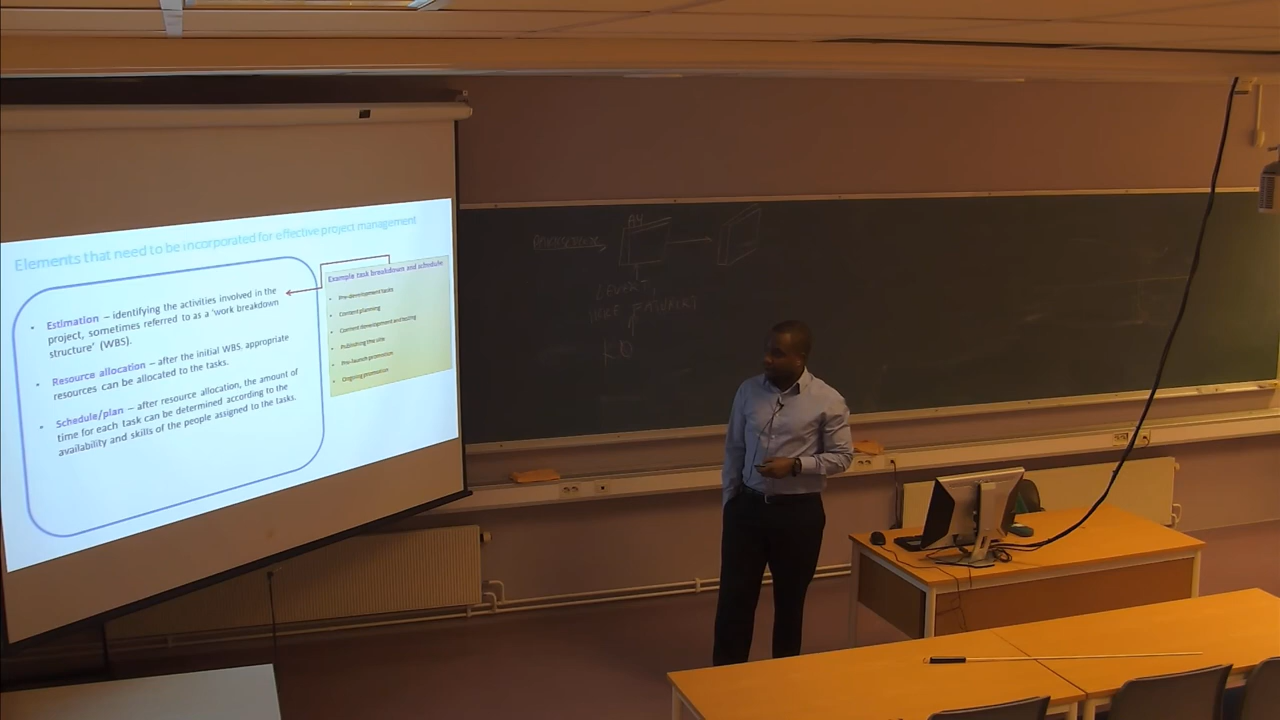 Elements that need to be incorporated for effective project management
Estimation – identifying the activities involved in the
project, sometimes referred to as a 'work breakdown
structure' (WBS).
Resource allocation – after the initial WBS, appropriate
resources can be allocated to the tasks.
Schedule/plan – after resource allocation, the amount of
time for each task can be determined according to the
availability and skills of the people assigned to the tasks.
Example task breakdown and schedule:
Pre-development tasks
Content planning
Content development and testing
Publishing the site
Pre-launch promotion
Ongoing promotion
A4
IKKE
KO